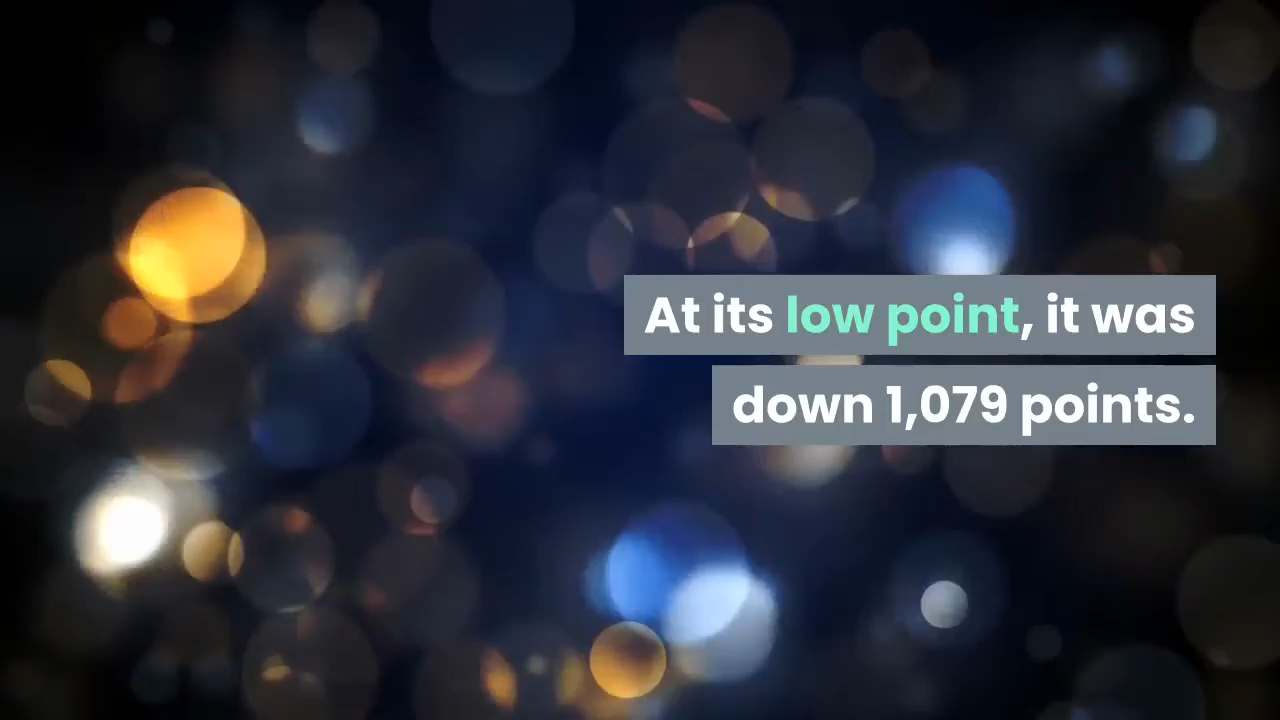 At its low point, it was
down 1,079 points.